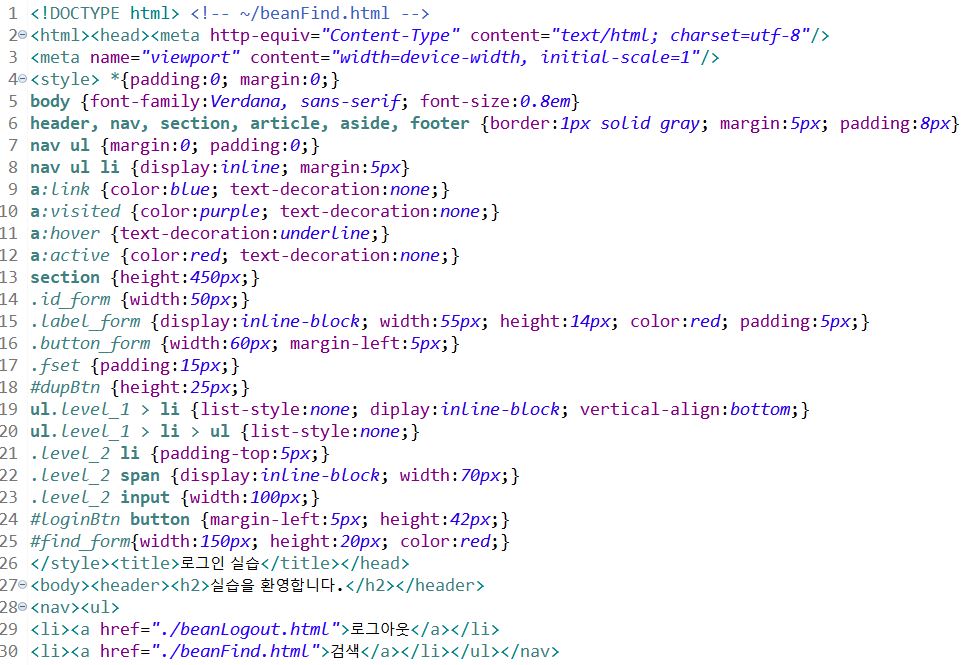 1 <!DOCTYPE html> <!-- ~/beanFind.html -->
2 <html><head><meta http-equiv="Content-Type" content="text/html; charset=utf-8"/>
3 <meta name="viewport" content="width=device-width, initial-scale=1"/>
4 <style> *{padding:0; margin:0;}
5 body {font-family:Verdana, sans-serif; font-size:0.8em}
6 header, nav, section, article, aside, footer {border:1px solid gray; margin:5px; padding:8px}
7 nav ul {margin:0; padding:0;}
8 nav ul li {display:inline; margin:5px}
9 a:link {color:blue; text-decoration:none;}
10 a:visited {color:purple; text-decoration:none;}
11 a:hover {text-decoration:underline;}
12 a:active {color:red; text-decoration:none;}
13 section {height:450px;}
14 .id_form {width:50px;}
15 .label_form {display:inline-block; width:55px; height:14px; color:red; padding:5px;}
16 .button_form {width:60px; margin-left:5px;}
17 .fset {padding:15px;}
18 #dupBtn {height:25px;}
19 ul.level_1 > li {list-style:none; diplay:inline-block; vertical-align:bottom;}
20 ul.level_1 > li > ul {list-style:none;}
21 .level_2 li {padding-top:5px;}
22 .level_2 span {display:inline-block; width:70px;}
23 .level_2 input {width:100px;}
24 #loginBtn button {margin-left:5px; height:42px;}
25 #find_form{width:150px; height:20px; color:red;}
26 </style><title>로그인 실습</title></head>
27 <body><header><h2>실습을 환영합니다.</h2></header>
28 <nav><ul>
29 <li><a href="./beanLogout.html">로그아웃</a></li>
30 <li><a href="./beanFind.html">검색</a></li></ul></nav>